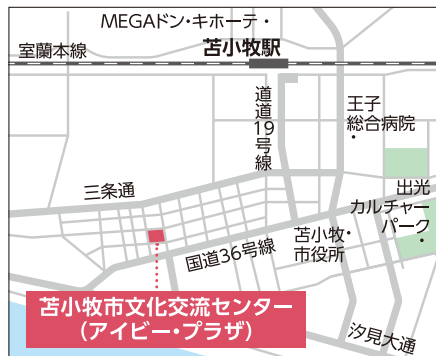 MEGAドン・キホーテ・
苫小牧駅
室蘭本線
道道19号線
王子
総合病院
三条通
出光
カルチャー
パーク・
苫小牧・
市役所
国道36号線
苫小牧市文化交流センター
（アイビー・プラザ）
汐見大通